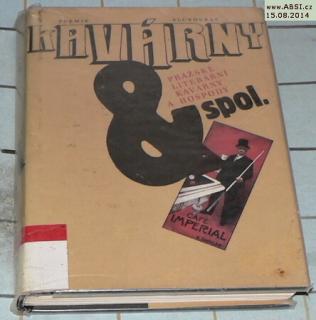 www.ABSI.cz
15.08.2014
KAVÁRNY
& spol.
PRAŽSKÉ
LITERÁRNÍ
KAVÁRNY
A HOSPODY
CAFÉ
IMPERIAL